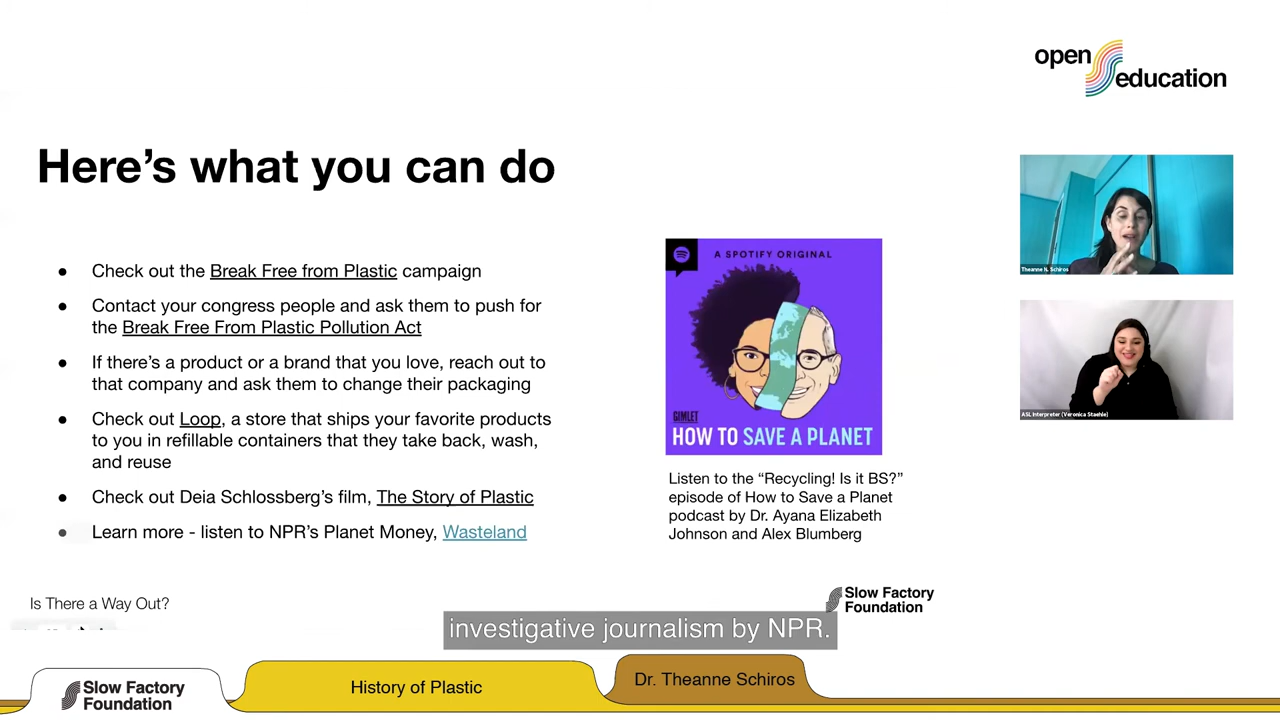 open
education
Here's what you can do
● Check out the Break Free from Plastic campaign
● Contact your congress people and ask them to push for
the Break Free From Plastic Pollution Act
● If there's a product or a brand that you love, reach out to
that company and ask them to change their packaging
● Check out Loop, a store that ships your favorite products
to you in refillable containers that they take back, wash,
and reuse
● Check out Deia Schlossberg's film, The Story of Plastic
● Learn more - listen to NPR's Planet Money, Wasteland
A SPOTIFY ORIGINAL
GIMLET
HOW TO SAVE A PLANET
Listen to the “Recycling! Is it BS?”
episode of How to Save a Planet
podcast by Dr. Ayana Elizabeth
Johnson and Alex Blumberg
Theanne N. Schiros
ASL Interpreter (Veronica Staehle)
Is There a Way Out?
Slow Factory
Foundation
investigative journalism by NPR.
Slow Factory
Foundation
History of Plastic
Dr. Theanne Schiros